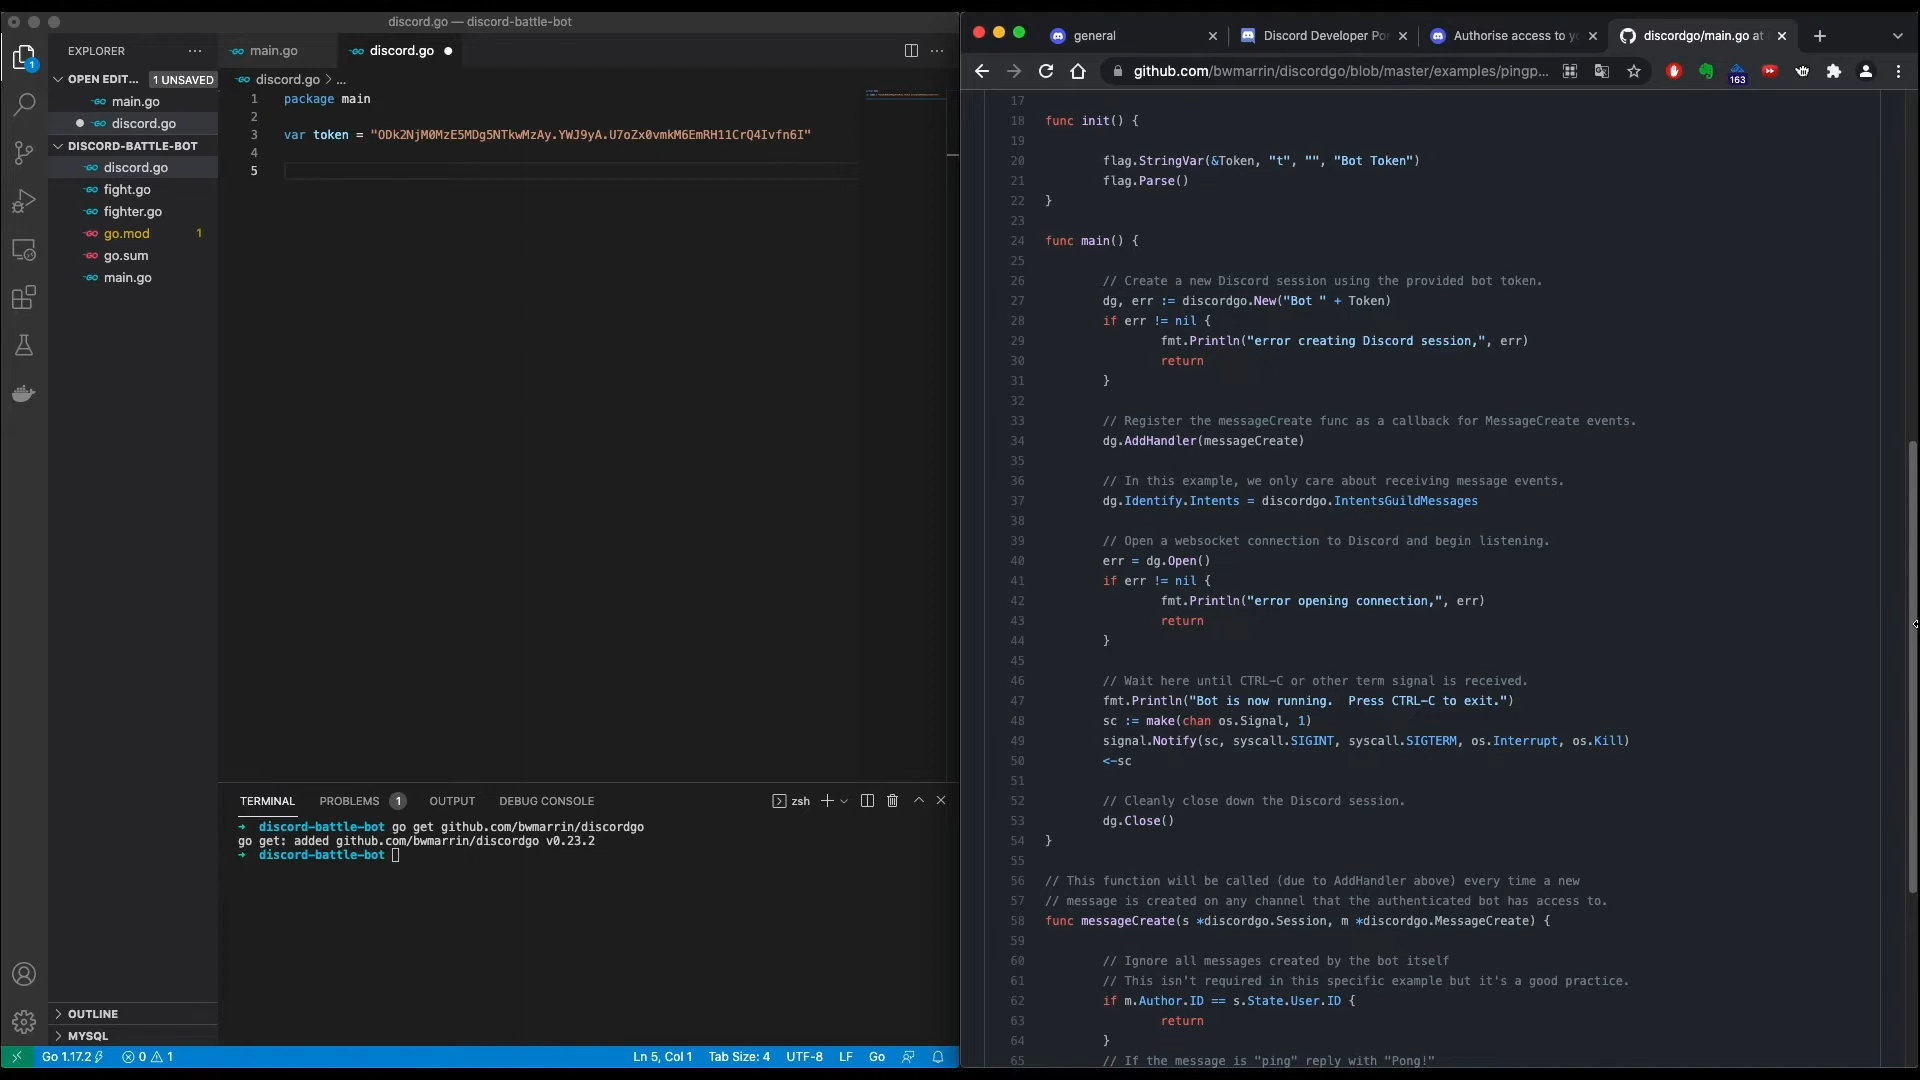 discord.go — discord-battle-bot
EXPLORER
OPEN EDIT...
1 UNSAVED
main.go
discord.go
DISCORD-BATTLE-BOT
discord.go
fight.go
fighter.go
go.mod 1
go.sum
main.go
OUTLINE
MYSQL
main.go
discord.go
discord.go > ...
1 package main
2
3 var token = "ODk2NjM0MzE5MDg5NTkwMzAy.YWJ9yA.U7oZx0vmkM6EmRH11CrQ4Ivfn6I"
4
5
TERMINAL PROBLEMS 1 OUTPUT DEBUG CONSOLE
zsh
➜ discord-battle-bot go get github.com/bwmarrin/discordgo
go get: added github.com/bwmarrin/discordgo v0.23.2
➜ discord-battle-bot
Go 1.17.2 0 1 Ln 5, Col 1 Tab Size: 4 UTF-8 LF Go
general
Discord Developer Po
Authorise access to y
discordgo/main.go at
github.com/bwmarrin/discordgo/blob/master/examples/pingp...
163
17
18 func init() {
19
20 flag.StringVar(&Token, "t", "", "Bot Token")
21 flag.Parse()
22 }
23
24 func main() {
25
26 // Create a new Discord session using the provided bot token.
27 dg, err := discordgo.New("Bot " + Token)
28 if err != nil {
29 fmt.Println("error creating Discord session,", err)
30 return
31 }
32
33 // Register the messageCreate func as a callback for MessageCreate events.
34 dg.AddHandler(messageCreate)
35
36 // In this example, we only care about receiving message events.
37 dg.Identify.Intents = discordgo.IntentsGuildMessages
38
39 // Open a websocket connection to Discord and begin listening.
40 err = dg.Open()
41 if err != nil {
42 fmt.Println("error opening connection,", err)
43 return
44 }
45
46 // Wait here until CTRL-C or other term signal is received.
47 fmt.Println("Bot is now running.  Press CTRL-C to exit.")
48 sc := make(chan os.Signal, 1)
49 signal.Notify(sc, syscall.SIGINT, syscall.SIGTERM, os.Interrupt, os.Kill)
50 <-sc
51
52 // Cleanly close down the Discord session.
53 dg.Close()
54 }
55
56 // This function will be called (due to AddHandler above) every time a new
57 // message is created on any channel that the authenticated bot has access to.
58 func messageCreate(s *discordgo.Session, m *discordgo.MessageCreate) {
59
60 // Ignore all messages created by the bot itself
61 // This isn't required in this specific example but it's a good practice.
62 if m.Author.ID == s.State.User.ID {
63 return
64 }
65 // If the message is "ping" reply with "Pong!"